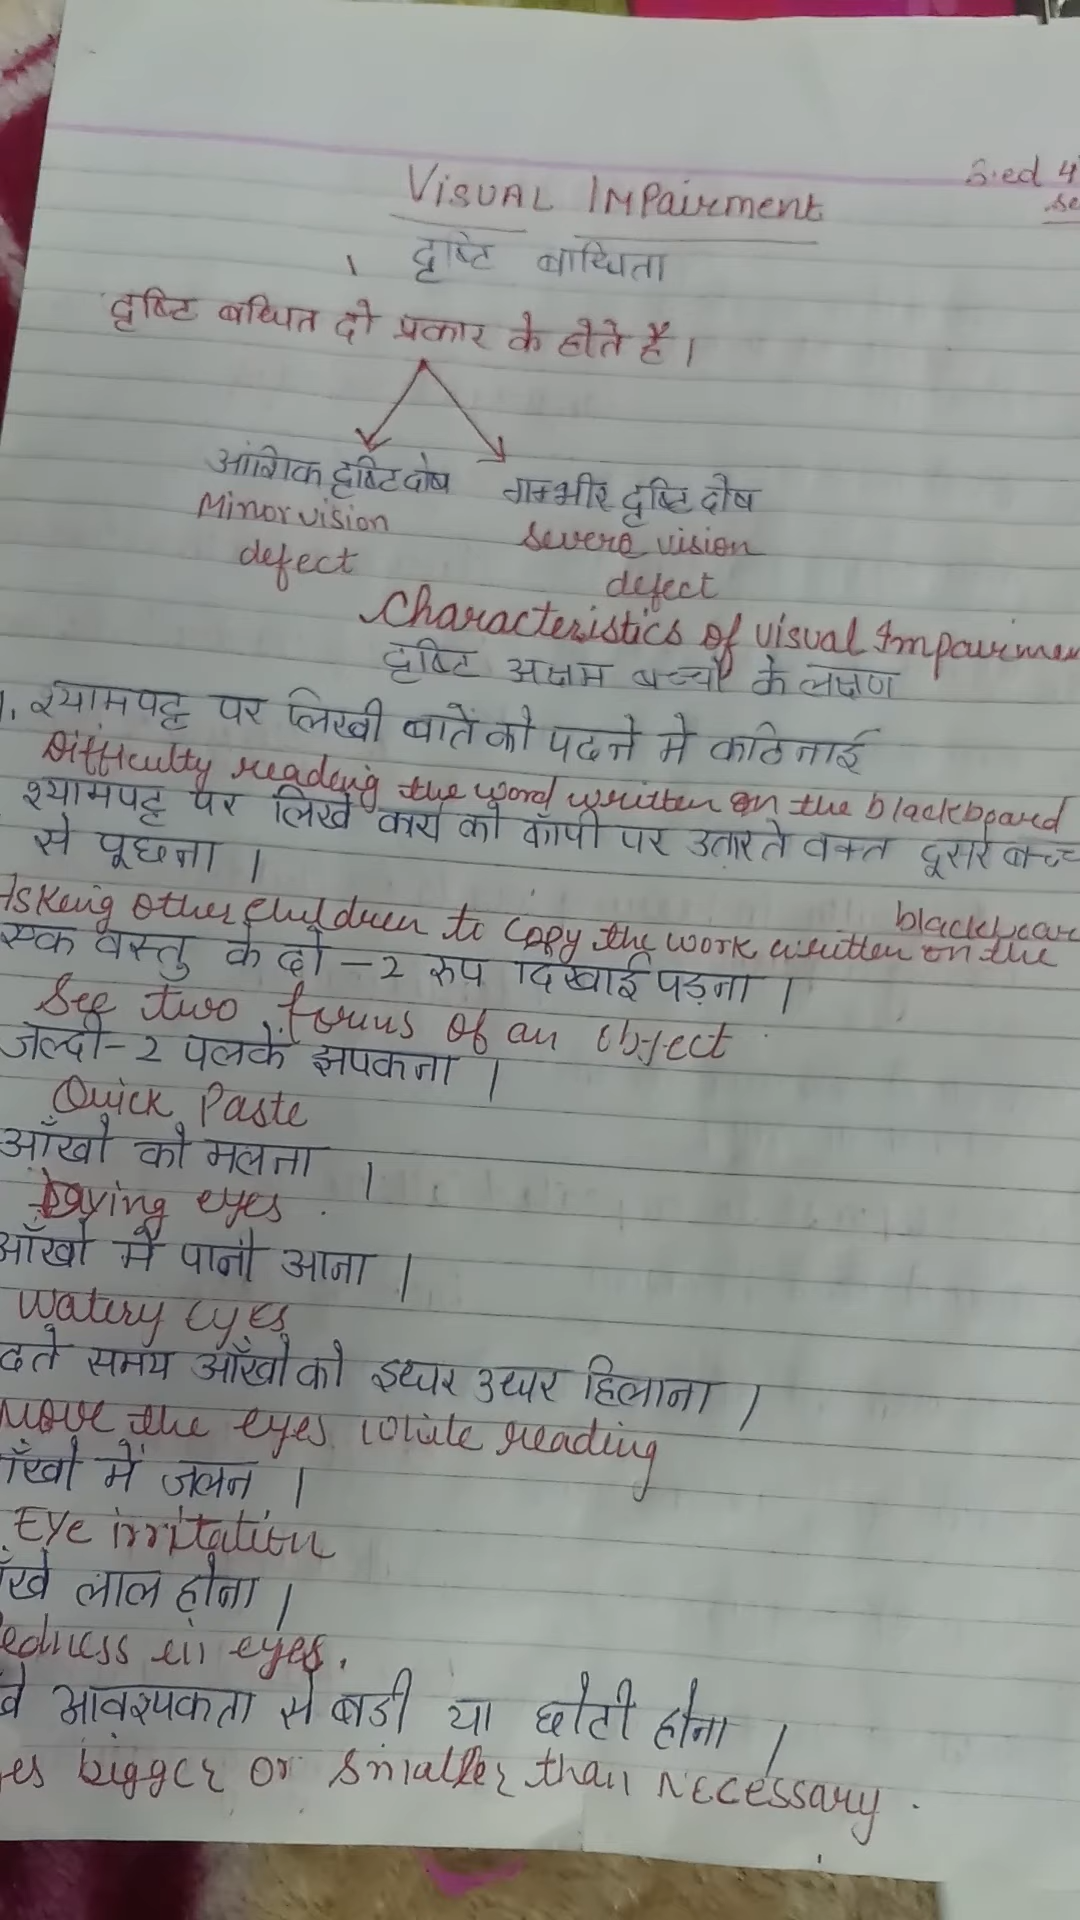 B.ed 4
se
VISUAL IMPairment
दृष्टि बाधिता
दृष्टि बधित दो प्रकार के होते है।
आंशिक दृष्टि दोष गम्भीर दृष्टि दोष
Minor vision severe vision
defect defect
Characteristics of visual Impairmen
दृष्टि अक्षम बच्चों के लक्षण
1. श्यामपट्ट पर लिखी बातें को पढने मे कठिनाई
Difficulty reading the word written on the blackboard
श्यामपट्ट पर लिखे कार्य को कॉपी पर उतारते वक्त दूसरे बच्च
से पूछना।
Asking other children to copy the work written on the blackboar
एक वस्तु के दो-2 रूप दिखाई पड़ना।
See two forms of an object.
जल्दी-2 पलकें झपकना।
Quick Paste
आँखो को मलना।
eyes.
आँखो में पानी आना।
watery eyes
ढते समय आँखो को इधर उधर हिलाना।
Move the eyes while reading
ँखो में जलन।
Eye irritation
ँखे लाल होना।
edness in eyes.
खे आवश्यकता से बडी या छोटी होना।
es bigger or smaller than necessary.